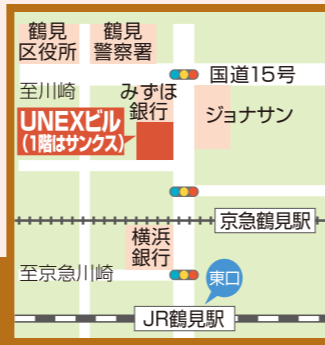 鶴見
区役所
鶴見
警察署
国道15号
至川崎
みずほ
銀行
ジョナサン
UNEXビル
(1階はサンクス)
京急鶴見駅
横浜
銀行
至京急川崎
東口
JR鶴見駅